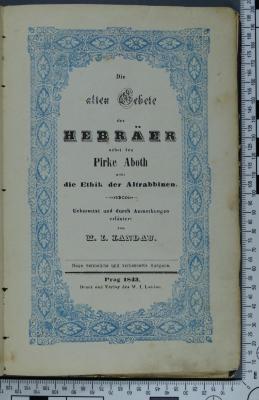 Die
alten Gebete
der
HEBRÄER
nebst den
Pirke Aboth
oder
die Ethik der Altrabbinen.
Uebersetzt und durch Anmerkungen
erläutert
von
M. I. LANDAU.
Neue vermehrte und verbesserte Ausgabe.
Prag 1843.
Druck und Verlag des M. I. Landau.